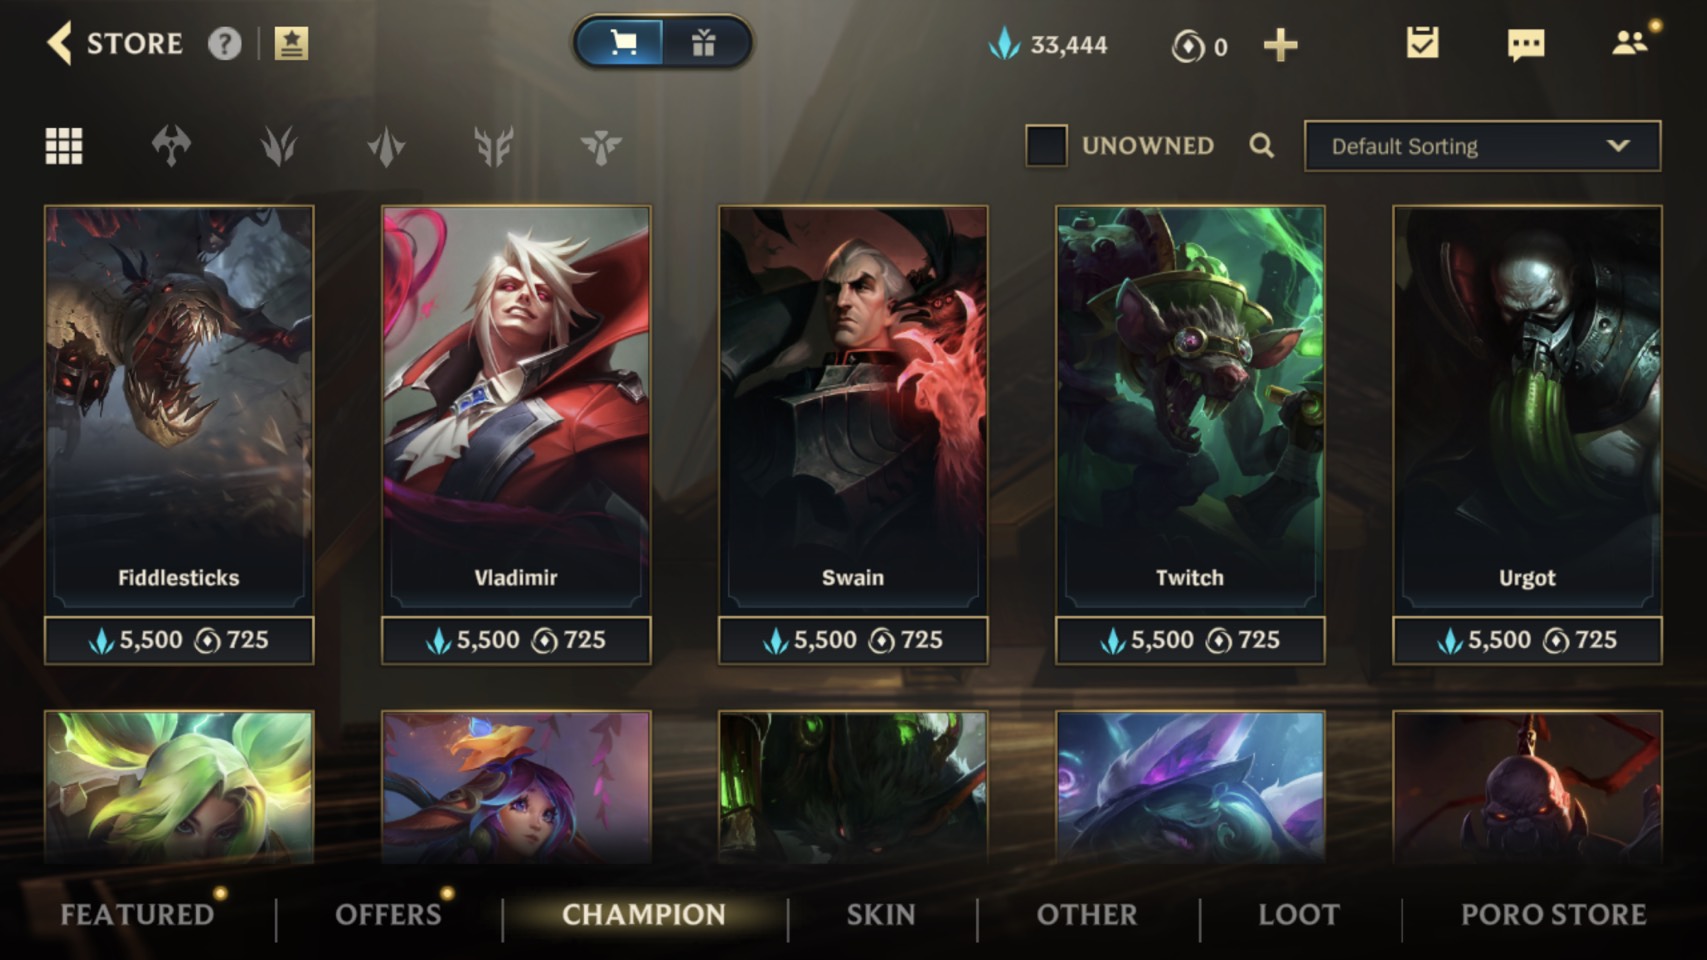 STORE
?
33,444
0
UNOWNED
Default Sorting
Fiddlesticks
Vladimir
Swain
Twitch
Urgot
5,500 725
5,500 725
5,500 725
5,500 725
5,500 725
FEATURED
OFFERS
CHAMPION
SKIN
OTHER
LOOT
PORO STORE